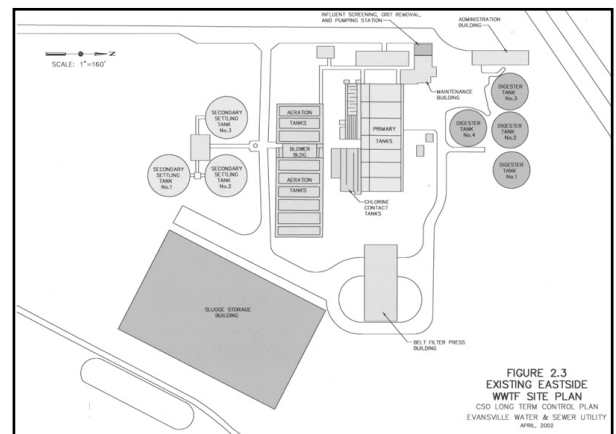 INFLUENT SCREENING, GRIT REMOVAL,
AND PUMPING STATION
ADMINISTRATION
BUILDING
N
SCALE: 1"=160'
MAINTENANCE
BUILDING
DIGESTER
TANK
No.3
SECONDARY
SETTLING
TANK
No.3
AERATION
TANKS
PRIMARY
TANKS
DIGESTER
TANK
No.4
DIGESTER
TANK
No.2
BLOWER
BLDG
SECONDARY
SETTLING
TANK
No.1
SECONDARY
SETTLING
TANK
No.2
AERATION
TANKS
DIGESTER
TANK
No.1
CHLORINE
CONTACT
TANKS
SLUDGE STORAGE
BUILDING
BELT FILTER PRESS
BUILDING
FIGURE 2.3
EXISTING EASTSIDE
WWTF SITE PLAN
CSO LONG TERM CONTROL PLAN
EVANSVILLE WATER & SEWER UTILITY
APRIL, 2002